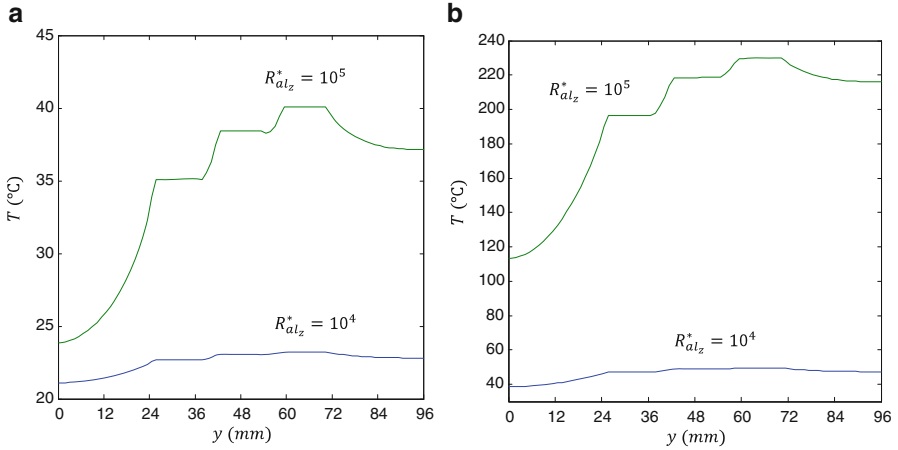 a
45
40
35
30
25
20
T (°C)
R*alz = 10^5
R*alz = 10^4
0 12 24 36 48 60 72 84 96
y (mm)
b
240
220
200
180
160
140
120
100
80
60
40
T (°C)
R*alz = 10^5
R*alz = 10^4
0 12 24 36 48 60 72 84 96
y (mm)